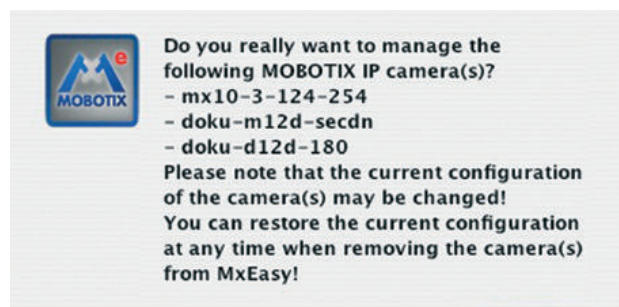 Do you really want to manage the
following MOBOTIX IP camera(s)?
- mx10-3-124-254
- doku-m12d-secdn
- doku-d12d-180
Please note that the current configuration
of the camera(s) may be changed!
You can restore the current configuration
at any time when removing the camera(s)
from MxEasy!
e
MOBOTIX